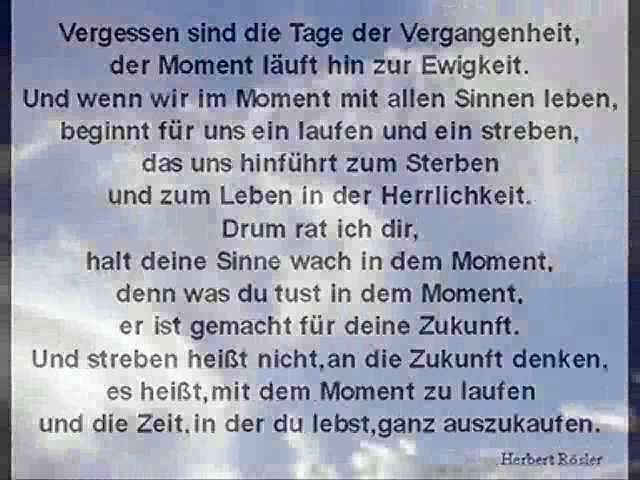 Vergessen sind die Tage der Vergangenheit,
der Moment läuft hin zur Ewigkeit.
Und wenn wir im Moment mit allen Sinnen leben,
beginnt für uns ein laufen und ein streben,
das uns hinführt zum Sterben
und zum Leben in der Herrlichkeit.
Drum rat ich dir,
halt deine Sinne wach in dem Moment,
denn was du tust in dem Moment,
er ist gemacht für deine Zukunft.
Und streben heißt nicht,an die Zukunft denken,
es heißt,mit dem Moment zu laufen
und die Zeit,in der du lebst,ganz auszukaufen.
Herbert Rösler